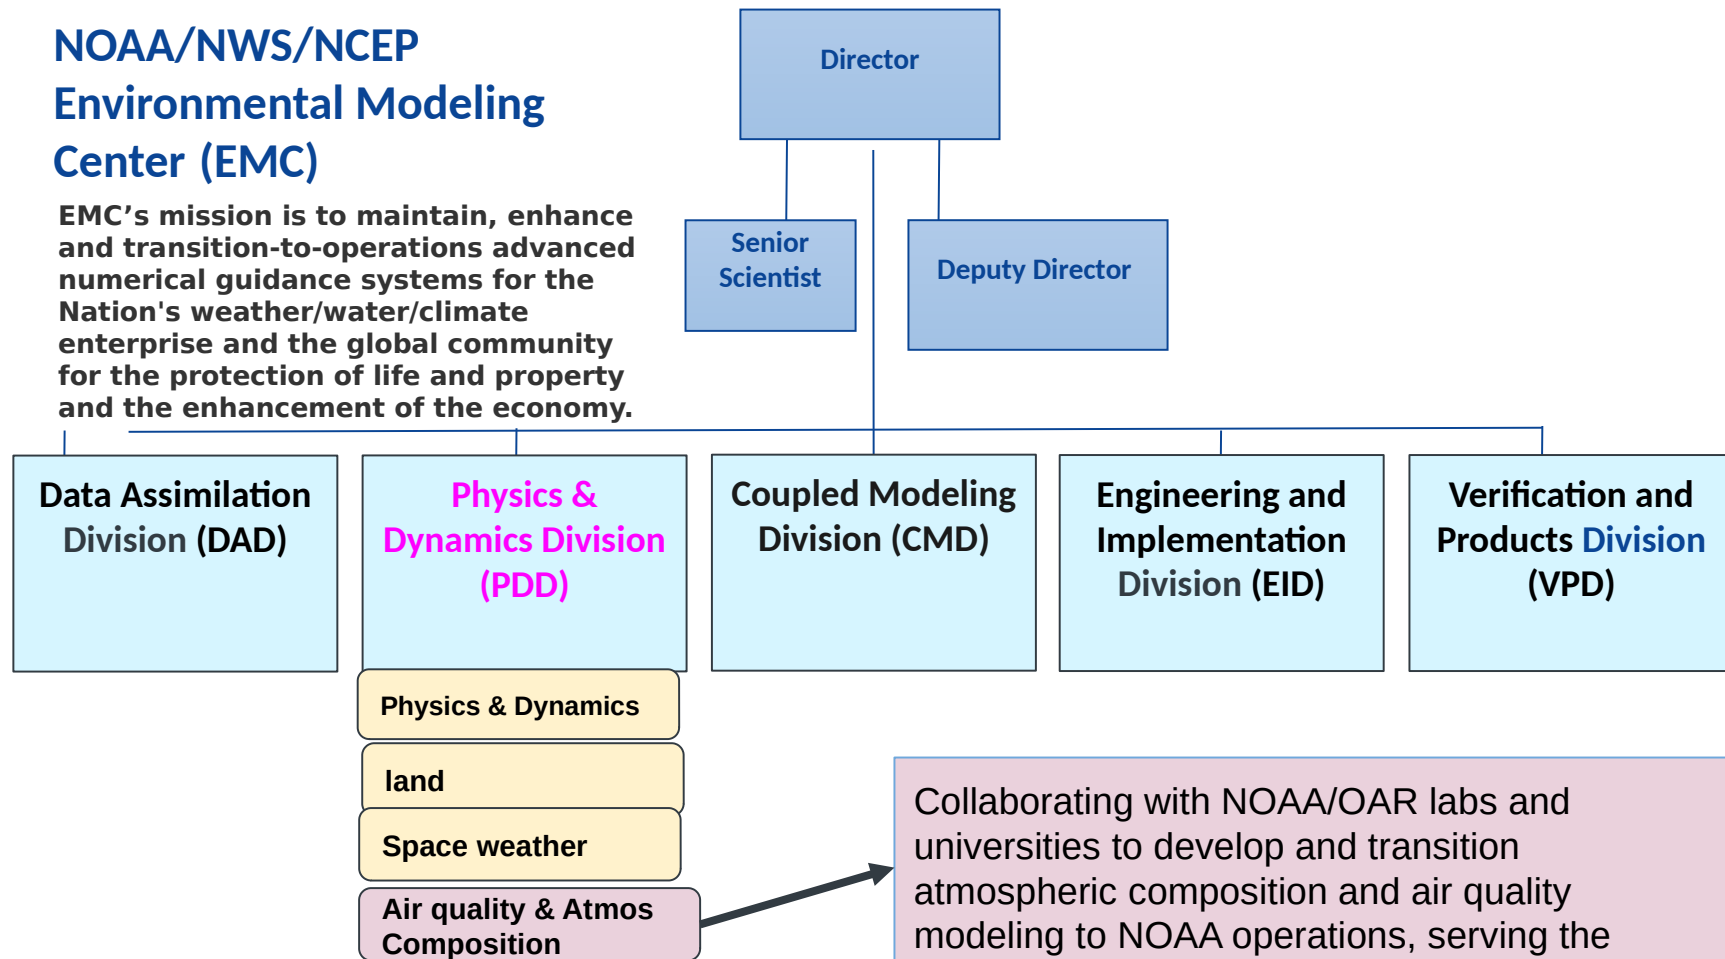 NOAA/NWS/NCEP
Environmental Modeling
Center (EMC)
EMC’s mission is to maintain, enhance
and transition-to-operations advanced
numerical guidance systems for the
Nation's weather/water/climate
enterprise and the global community
for the protection of life and property
and the enhancement of the economy.
Director
Senior
Scientist
Deputy Director
Data Assimilation
Division (DAD)
Physics &
Dynamics Division
(PDD)
Coupled Modeling
Division (CMD)
Engineering and
Implementation
Division (EID)
Verification and
Products Division
(VPD)
Physics & Dynamics
land
Space weather
Air quality & Atmos
Composition
Collaborating with NOAA/OAR labs and
universities to develop and transition
atmospheric composition and air quality
modeling to NOAA operations, serving the